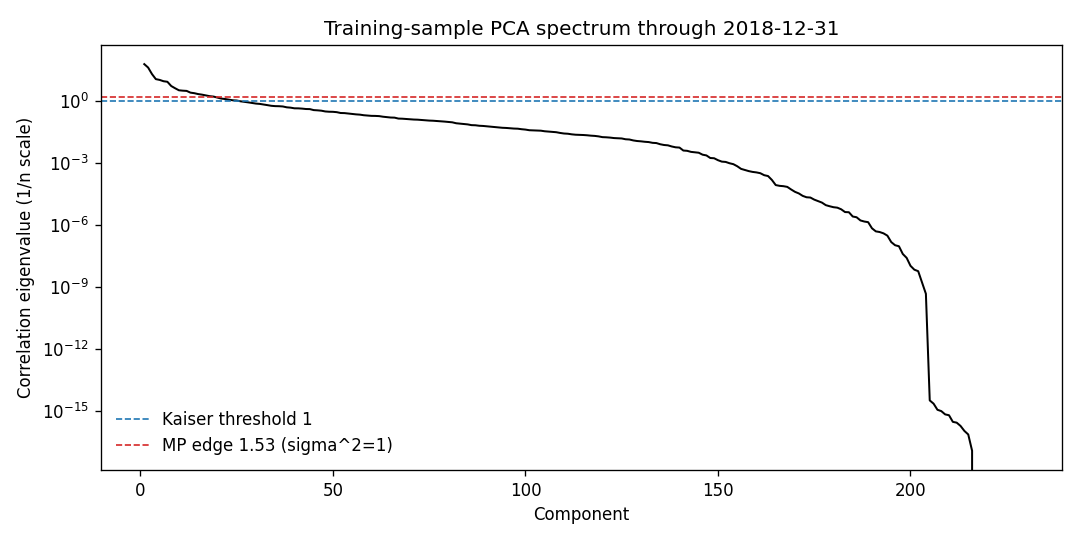 Training-sample PCA spectrum through 2018-12-31
Correlation eigenvalue (1/n scale)
10⁰
10⁻³
10⁻⁶
10⁻⁹
10⁻¹²
10⁻¹⁵
Kaiser threshold 1
MP edge 1.53 (sigma^2=1)
0 50 100 150 200
Component